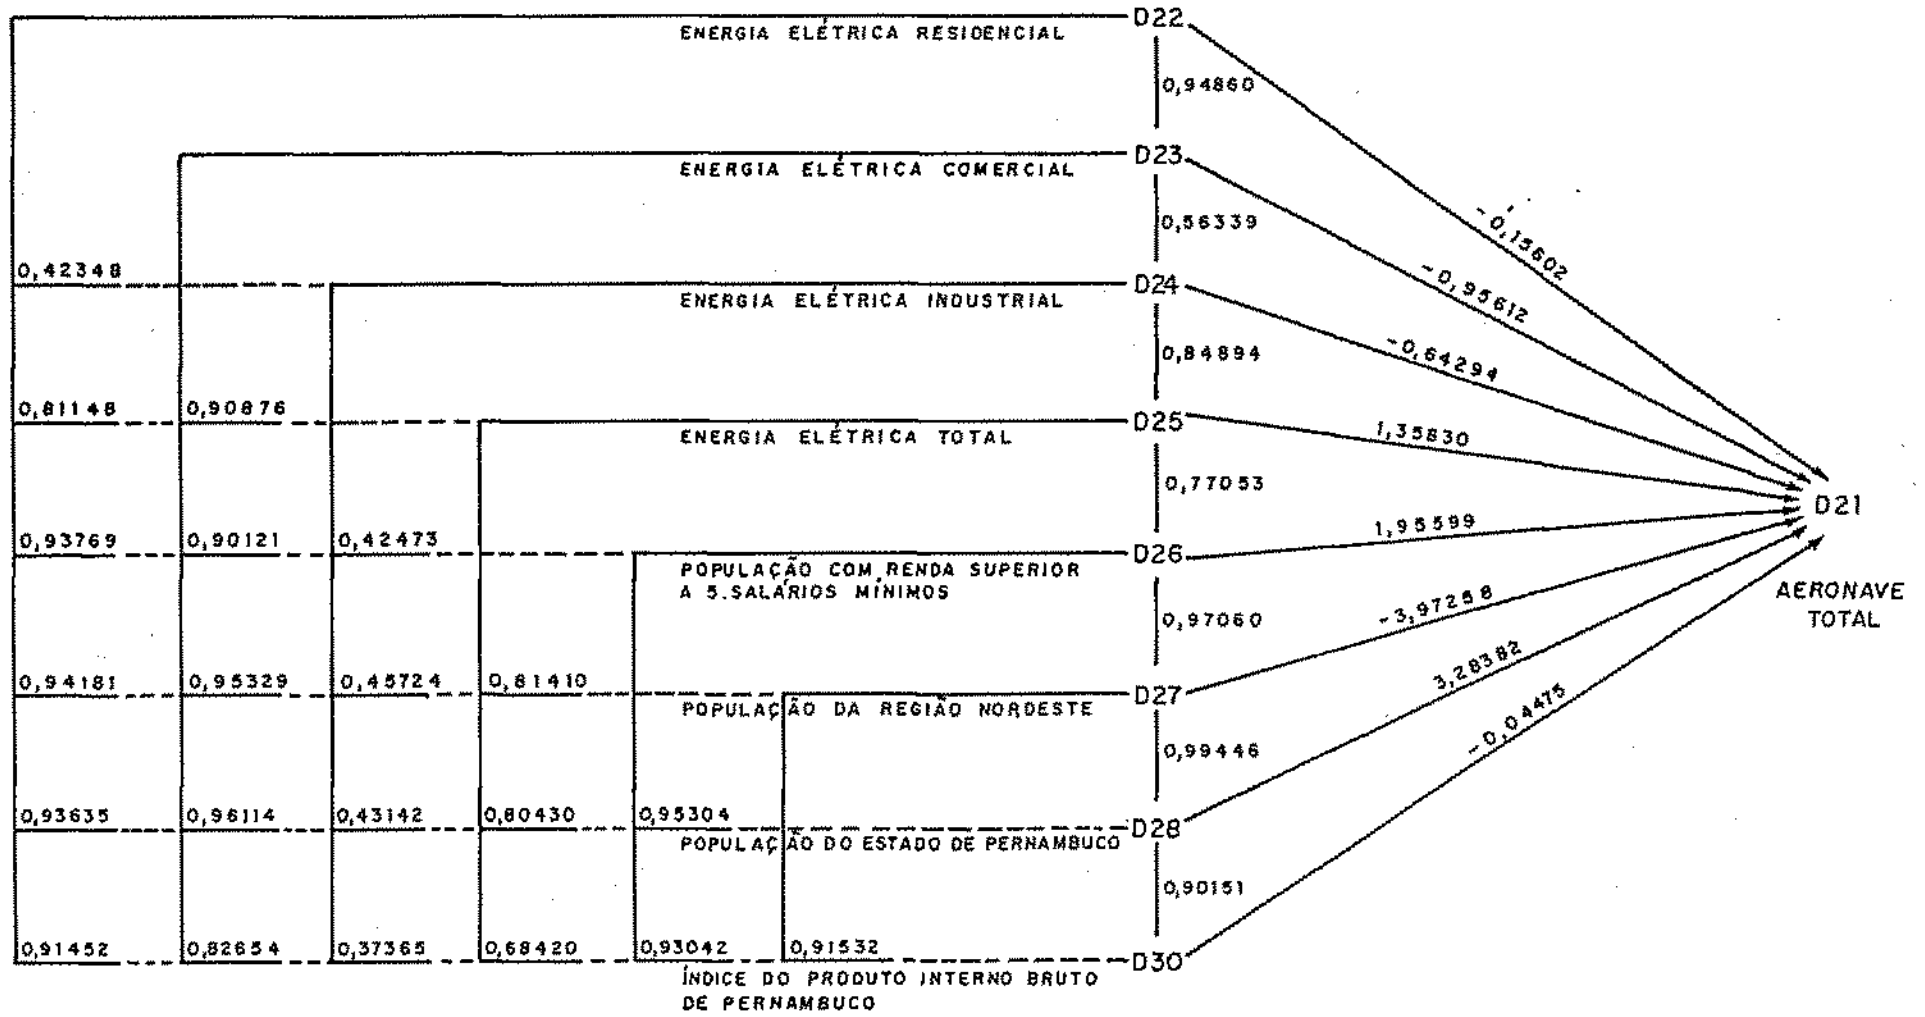 D22
ENERGIA ELÉTRICA RESIDENCIAL
0,94860
D23
ENERGIA ELÉTRICA COMERCIAL
0,56339
-0,15602
0,42348
D24
-0,95612
ENERGIA ELÉTRICA INDUSTRIAL
0,84894
-0,64294
0,81148 0,90876
D25
1,35830
ENERGIA ELÉTRICA TOTAL
0,77053
D21
0,93769 0,90121 0,42473
D26
1,95599
POPULAÇÃO COM RENDA SUPERIOR
A 5 SALÁRIOS MÍNIMOS
AERONAVE
TOTAL
0,97060
-3,97258
0,94181 0,95329 0,45724 0,81410
D27
POPULAÇÃO DA REGIÃO NORDESTE
3,28382
0,99446
-0,04475
0,93635 0,96114 0,43142 0,80430 0,95304
D28
POPULAÇÃO DO ESTADO DE PERNAMBUCO
0,90151
0,91452 0,82654 0,37365 0,68420 0,93042 0,91532
D30
ÍNDICE DO PRODUTO INTERNO BRUTO
DE PERNAMBUCO